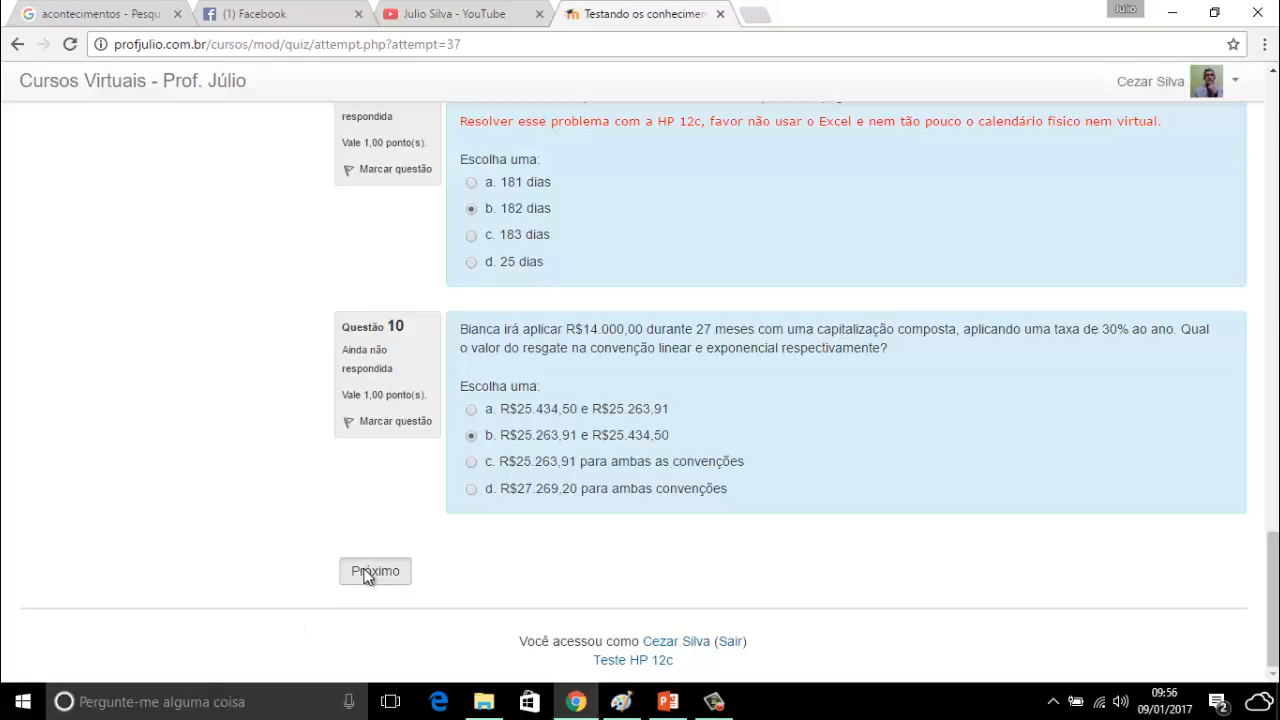 acontecimentos - Pesqu
(1) Facebook
Julio Silva - YouTube
Testando os conhecimen
Julio
profjulio.com.br/cursos/mod/quiz/attempt.php?attempt=37
Cursos Virtuais - Prof. Júlio
Cezar Silva
respondida
Vale 1,00 ponto(s).
Marcar questão
Resolver esse problema com a HP 12c, favor não usar o Excel e nem tão pouco o calendário físico nem virtual.
Escolha uma:
a. 181 dias
b. 182 dias
c. 183 dias
d. 25 dias
Questão 10
Ainda não
respondida
Vale 1,00 ponto(s).
Marcar questão
Bianca irá aplicar R$14.000,00 durante 27 meses com uma capitalização composta, aplicando uma taxa de 30% ao ano. Qual
o valor do resgate na convenção linear e exponencial respectivamente?
Escolha uma:
a. R$25.434,50 e R$25.263,91
b. R$25.263,91 e R$25.434,50
c. R$25.263,91 para ambas as convenções
d. R$27.269,20 para ambas convenções
Próximo
Você acessou como Cezar Silva (Sair)
Teste HP 12c
Pergunte-me alguma coisa
09:56
09/01/2017
2